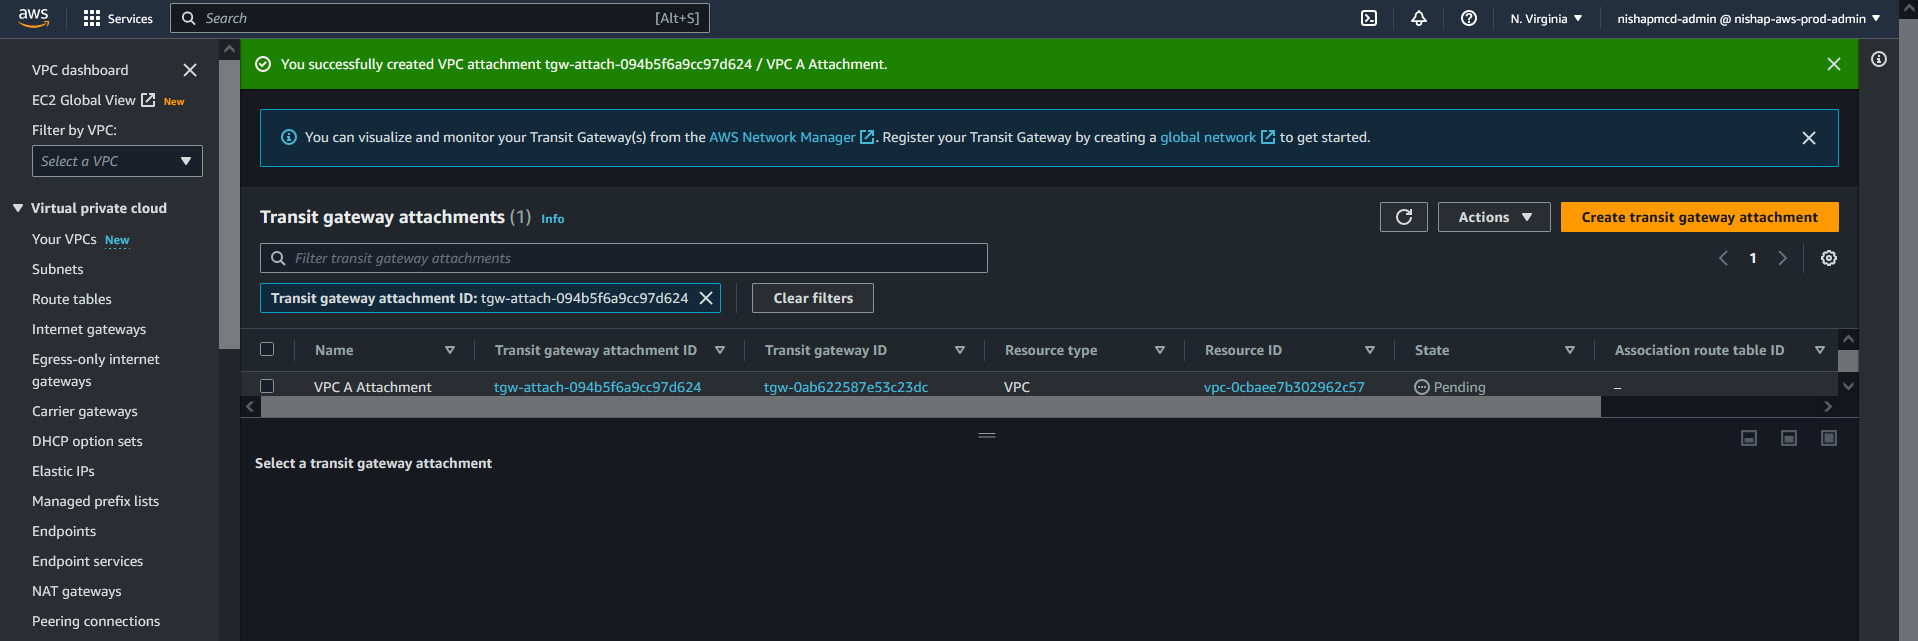 aws
Services
Search
[Alt+S]
N. Virginia
nishapmcd-admin @ nishap-aws-prod-admin
VPC dashboard
EC2 Global View New
Filter by VPC:
Select a VPC
Virtual private cloud
Your VPCs New
Subnets
Route tables
Internet gateways
Egress-only internet
gateways
Carrier gateways
DHCP option sets
Elastic IPs
Managed prefix lists
Endpoints
Endpoint services
NAT gateways
Peering connections
You successfully created VPC attachment tgw-attach-094b5f6a9cc97d624 / VPC A Attachment.
You can visualize and monitor your Transit Gateway(s) from the AWS Network Manager. Register your Transit Gateway by creating a global network to get started.
Transit gateway attachments (1) Info
Actions
Create transit gateway attachment
Filter transit gateway attachments
1
Transit gateway attachment ID: tgw-attach-094b5f6a9cc97d624
Clear filters
Name Transit gateway attachment ID Transit gateway ID Resource type Resource ID State Association route table ID
VPC A Attachment tgw-attach-094b5f6a9cc97d624 tgw-0ab622587e53c23dc VPC vpc-0cbaee7b302962c57 Pending –
Select a transit gateway attachment